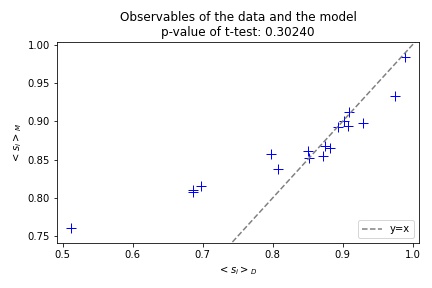 Observables of the data and the model
p-value of t-test: 0.30240
1.00
0.95
0.90
0.85
0.80
0.75
< s_i >_M
0.5
0.6
0.7
0.8
0.9
1.0
< s_i >_D
y=x